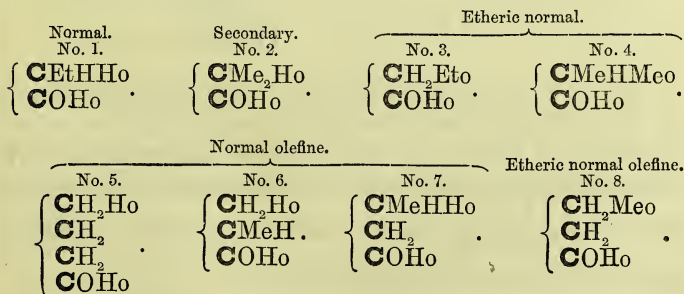 Etheric normal.
Normal. Secondary.
No. 1. No. 2. No. 3. No. 4.
CEtHHo CMe₂Ho CH₂Eto CMeHMeo
COHo . COHo . COHo . COHo .
Normal olefine.
Etheric normal olefine.
No. 5. No. 6. No. 7. No. 8.
CH₂Ho CH₂Ho CMeHHo CH₂Meo
CH₂ CMeH . CH₂ . CH₂ .
CH₂ . COHo COHo COHo
COHo